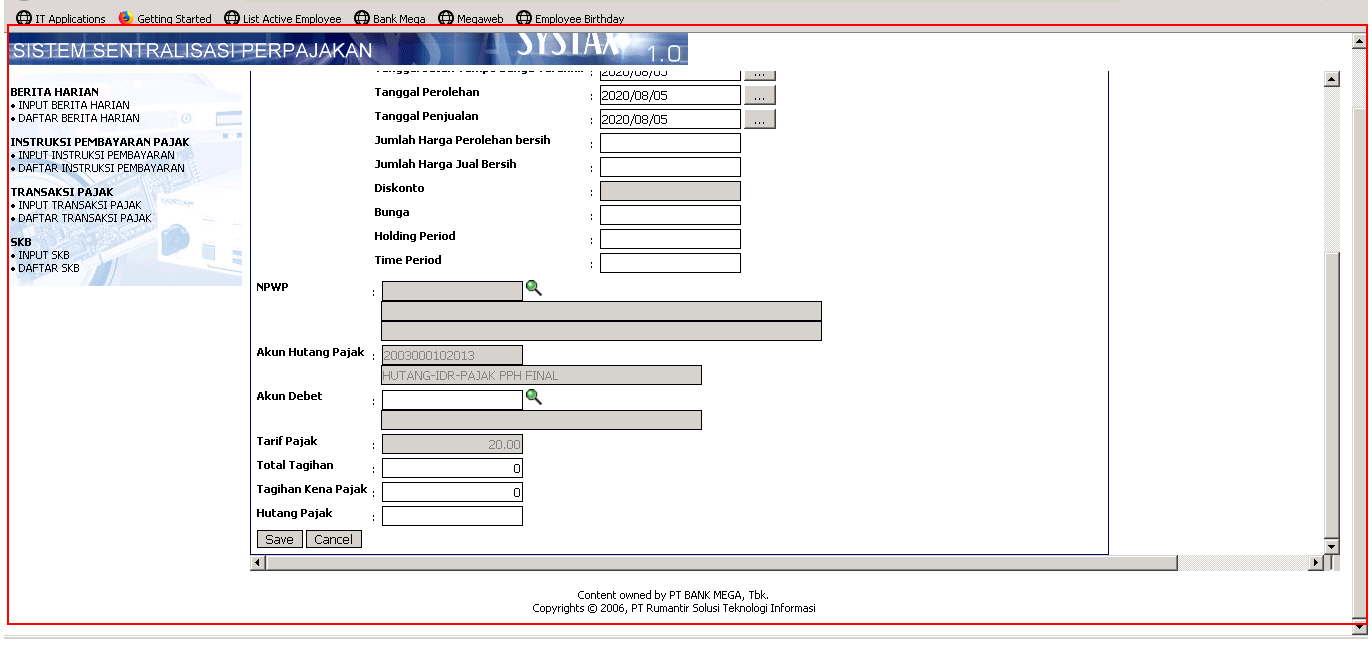 IT Applications Getting Started List Active Employee Bank Mega Megaweb Employee Birthday
SISTEM SENTRALISASI PERPAJAKAN SYSTAX 1.0
BERITA HARIAN
• INPUT BERITA HARIAN
• DAFTAR BERITA HARIAN
INSTRUKSI PEMBAYARAN PAJAK
• INPUT INSTRUKSI PEMBAYARAN
• DAFTAR INSTRUKSI PEMBAYARAN
TRANSAKSI PAJAK
• INPUT TRANSAKSI PAJAK
• DAFTAR TRANSAKSI PAJAK
SKB
• INPUT SKB
• DAFTAR SKB
: 2020/08/05 ...
Tanggal Perolehan : 2020/08/05 ...
Tanggal Penjualan : 2020/08/05 ...
Jumlah Harga Perolehan bersih :
Jumlah Harga Jual Bersih :
Diskonto :
Bunga :
Holding Period :
Time Period :
NPWP :
Akun Hutang Pajak : 2003000102013
HUTANG-IDR-PAJAK PPH FINAL
Akun Debet :
Tarif Pajak : 20.00
Total Tagihan : 0
Tagihan Kena Pajak : 0
Hutang Pajak :
Save Cancel
Content owned by PT BANK MEGA, Tbk.
Copyrights © 2006, PT Rumantir Solusi Teknologi Informasi